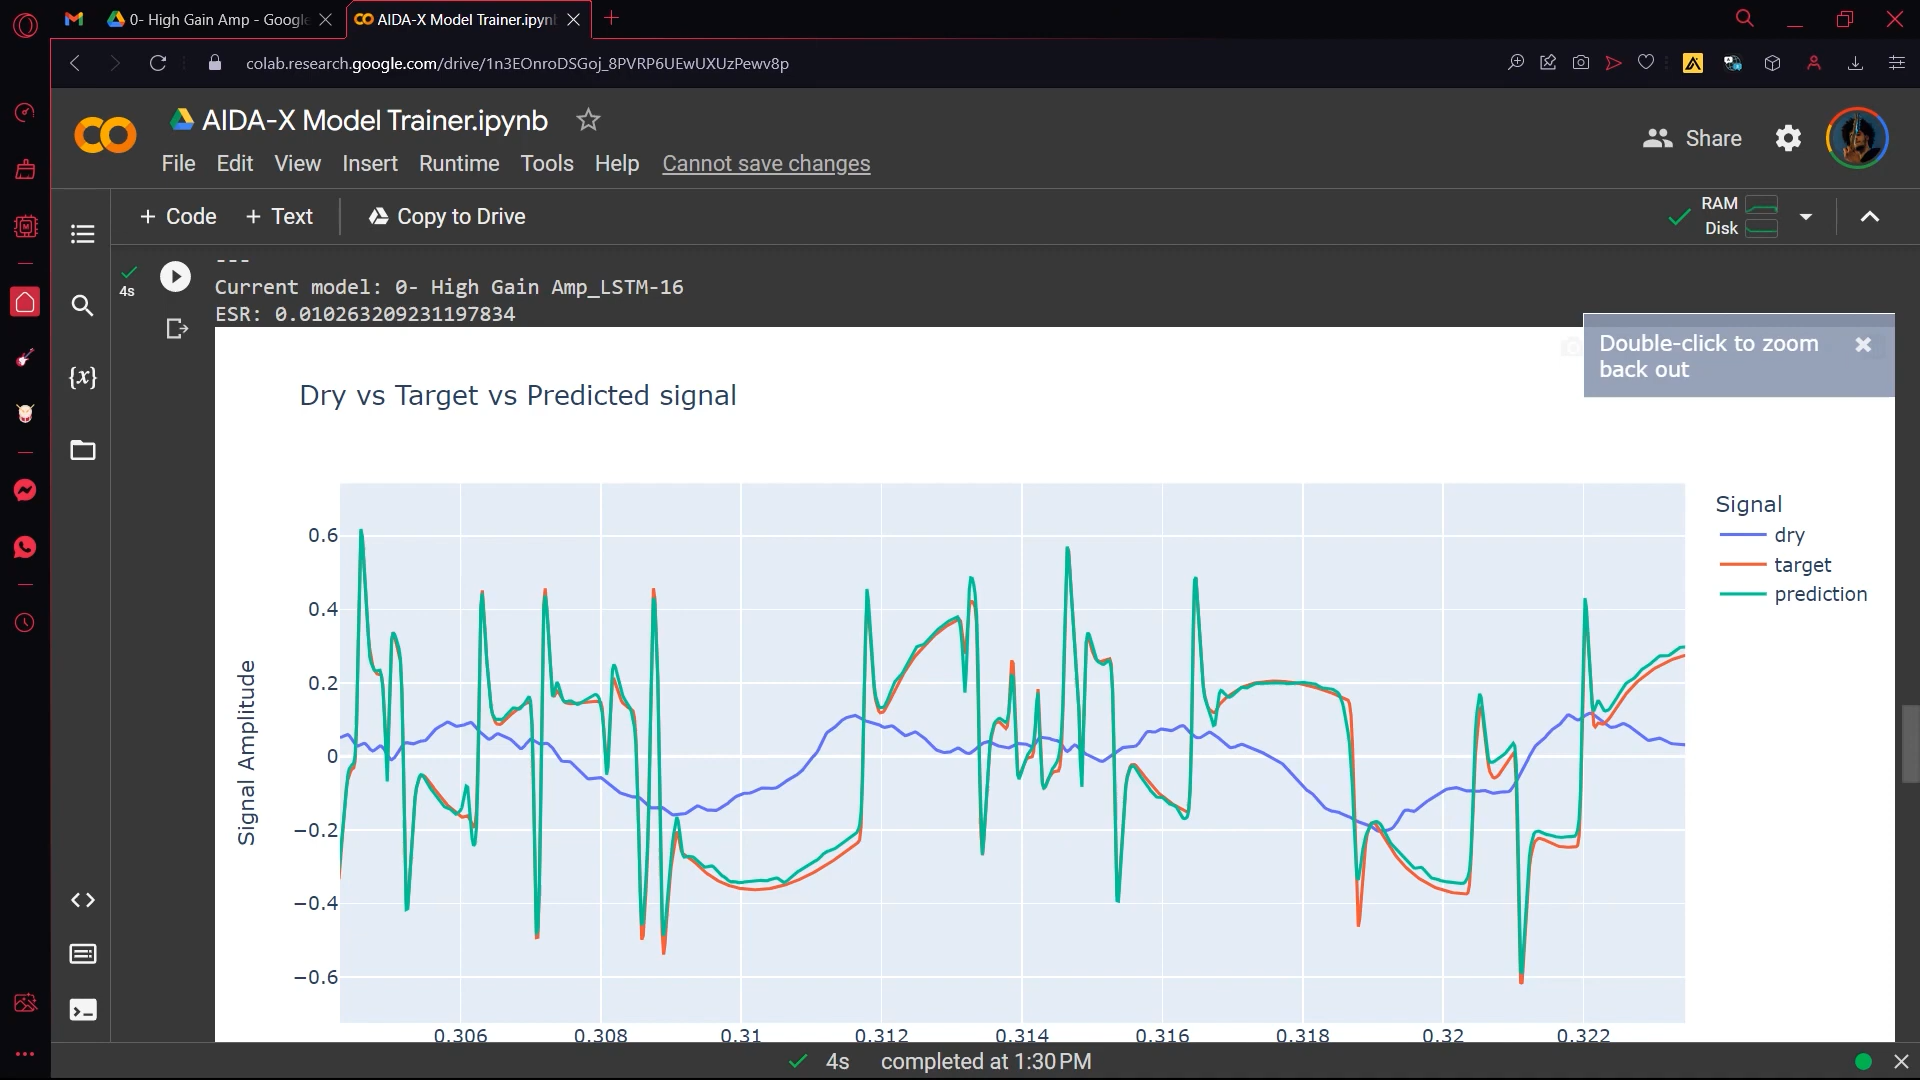 0- High Gain Amp - Google
AIDA-X Model Trainer.ipynb
colab.research.google.com/drive/1n3EOnroDSGoj_8PVRP6UEwUXUzPewv8p
AIDA-X Model Trainer.ipynb
Share
File Edit View Insert Runtime Tools Help Cannot save changes
+ Code + Text Copy to Drive
RAM
Disk
---
4s
Current model: 0- High Gain Amp_LSTM-16
ESR: 0.010263209231197834
{x}
Double-click to zoom
back out
Dry vs Target vs Predicted signal
Signal
dry
target
prediction
Signal Amplitude
0.6
0.4
0.2
0
−0.2
−0.4
−0.6
0.306 0.308 0.31 0.312 0.314 0.316 0.318 0.32 0.322
4s completed at 1:30 PM